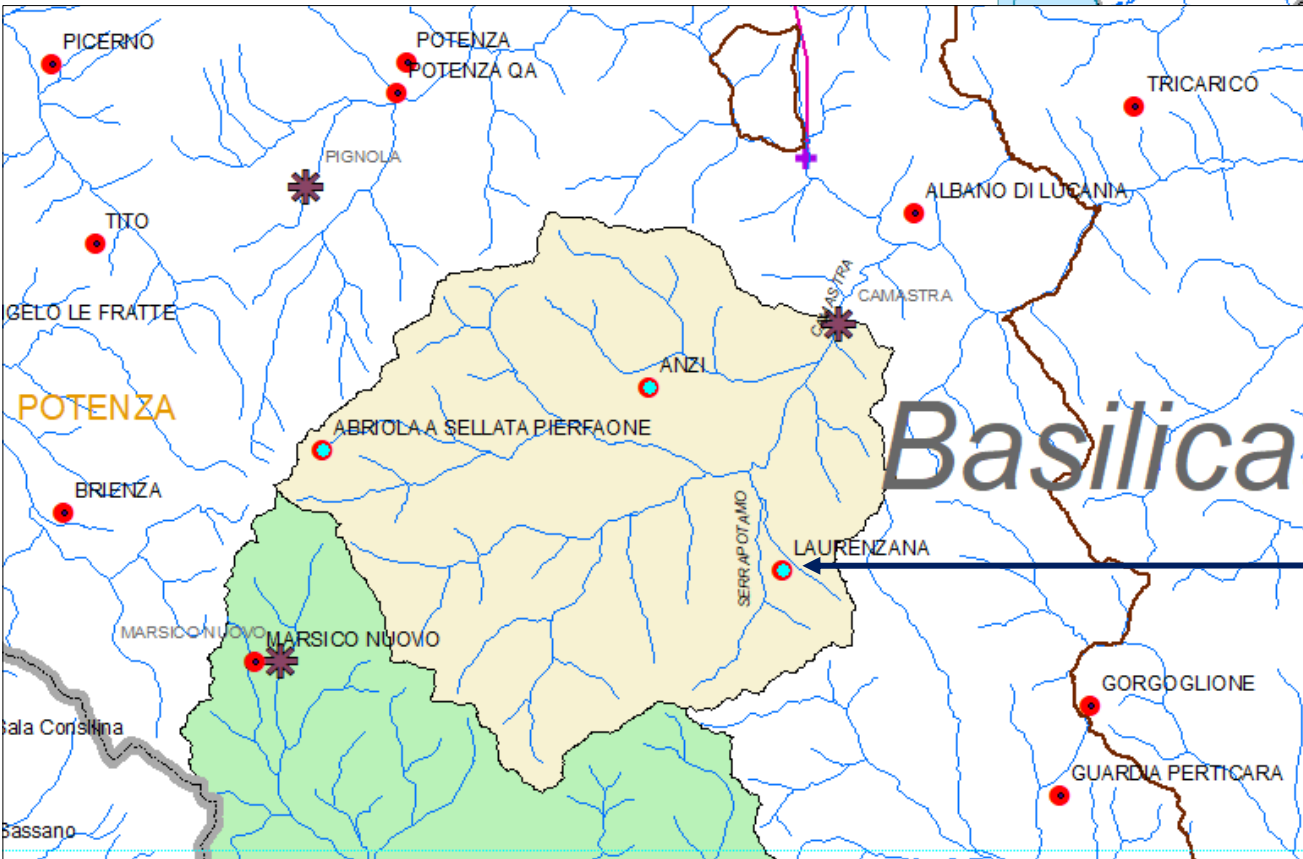 PICERNO
POTENZA
POTENZA QA
TRICARICO
PIGNOLA
ALBANO DI LUCANIA
TITO
CAMASTRA
CAMASTRA
GELO LE FRATTE
ANZI
POTENZA
ABRIOLA A SELLATA PIERFAONE
Basilica
BRIENZA
SERRAPOTAMO
LAURENZANA
MARSICO NUOVO
MARSICO NUOVO
GORGOGLIONE
Sala Consilina
GUARDIA PERTICARA
Sassano